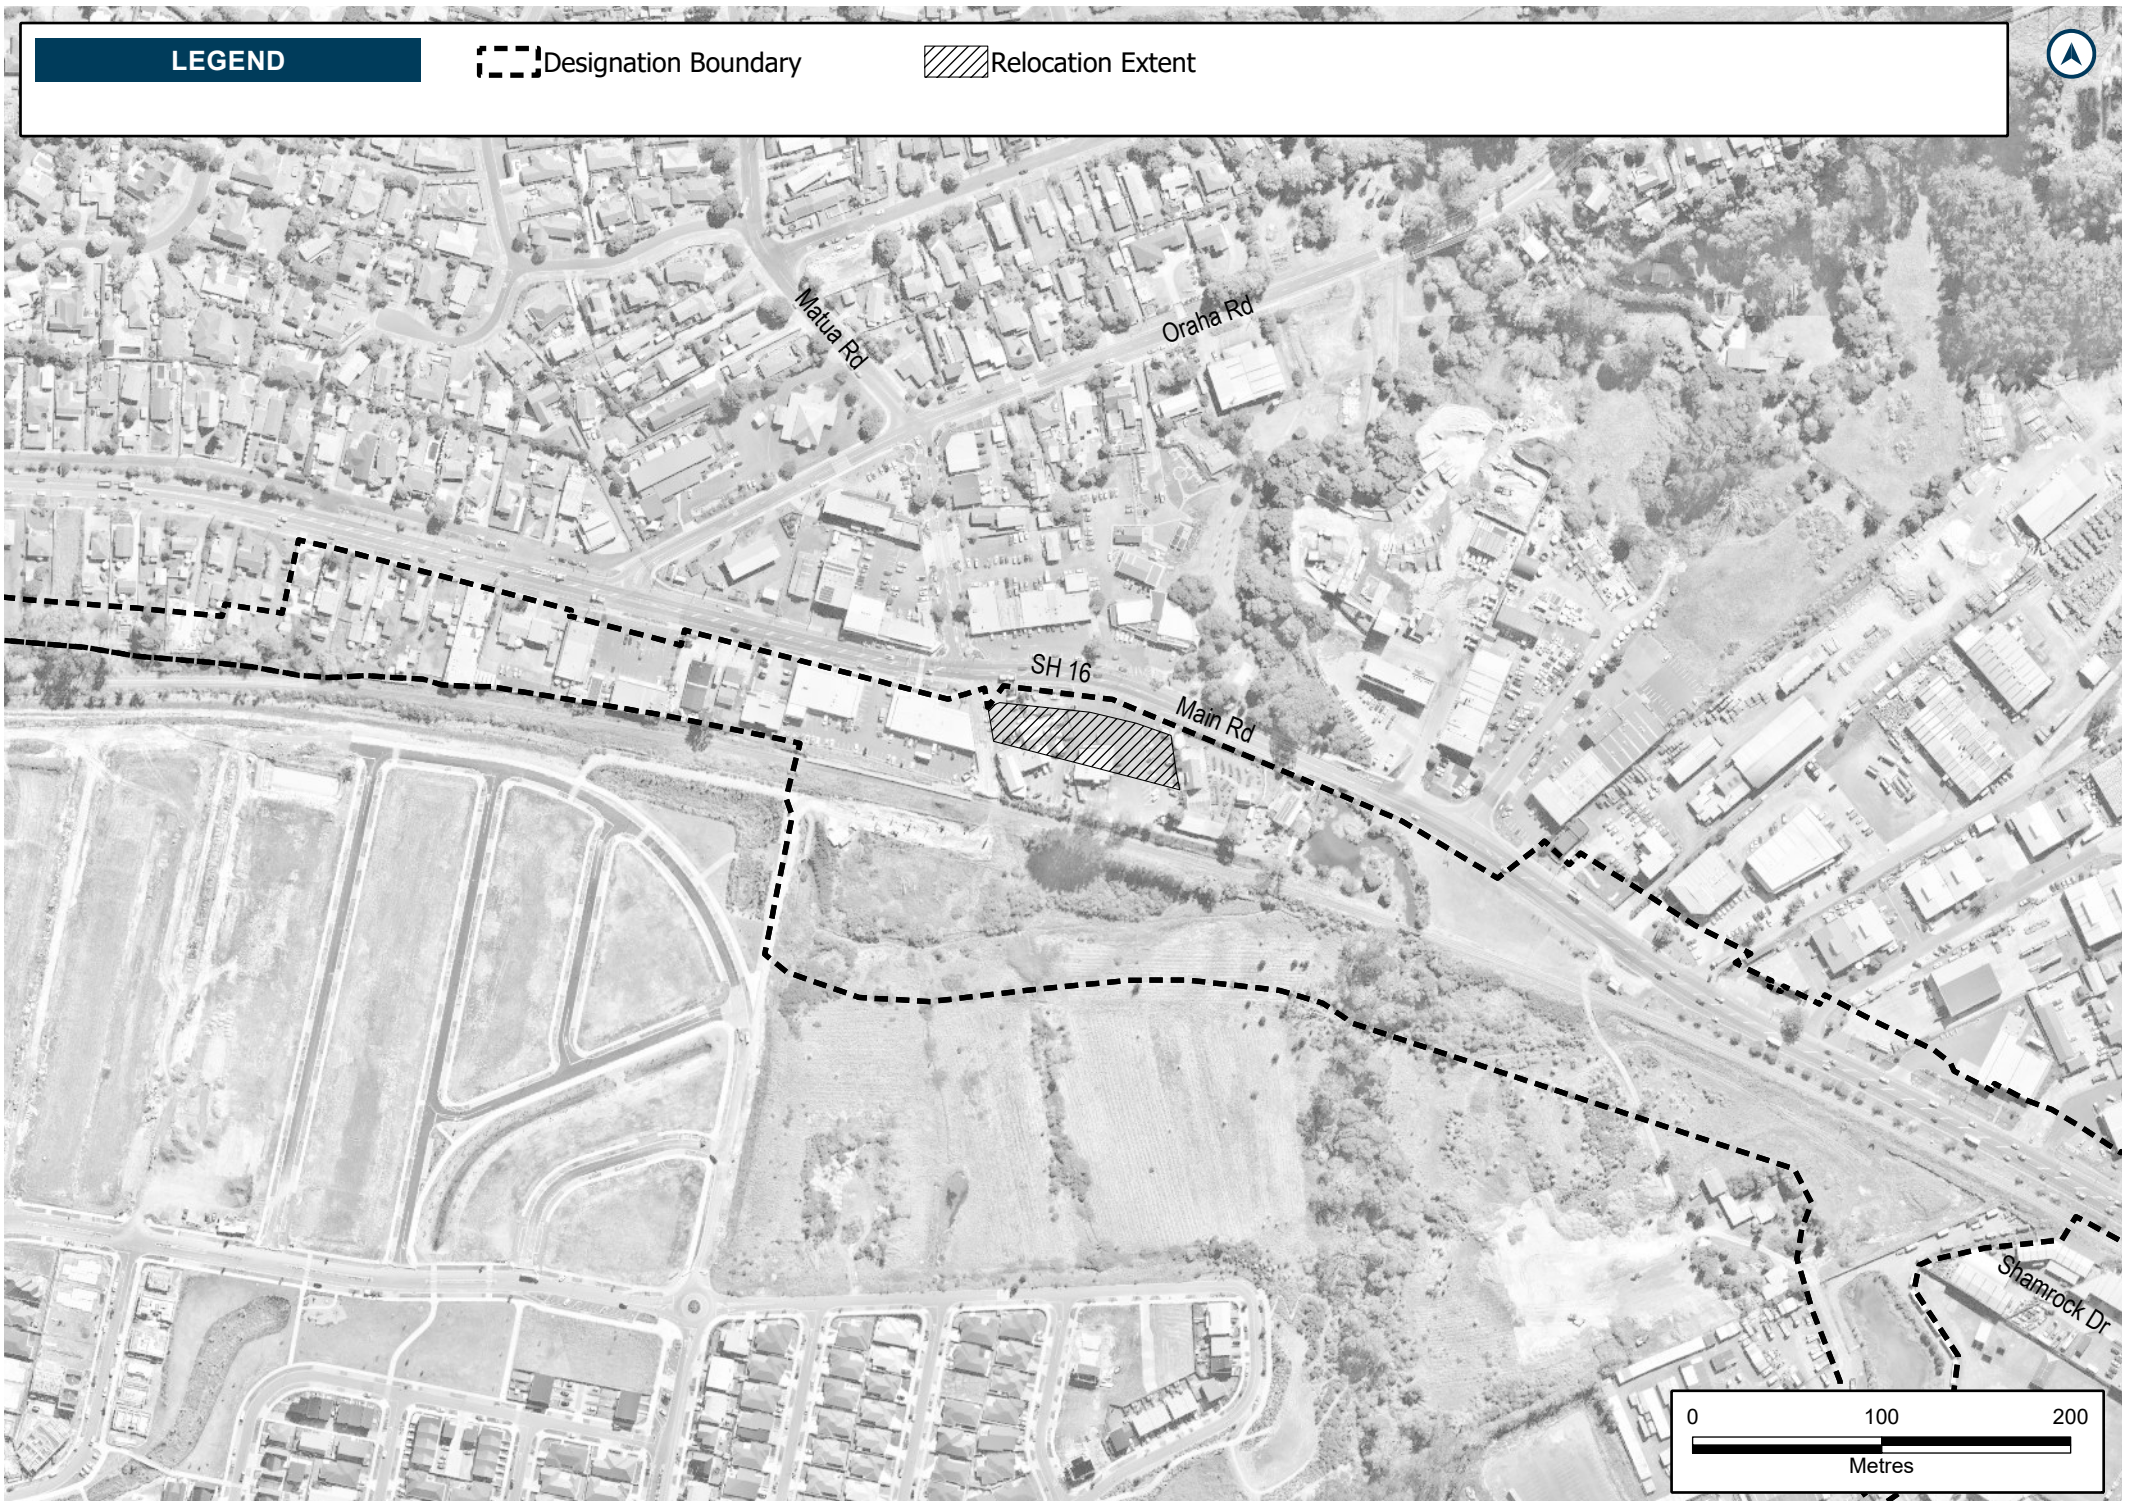 LEGEND
Designation Boundary
Relocation Extent
Matua Rd
Oraha Rd
SH 16
Main Rd
Shamrock Dr
0 100 200
Metres